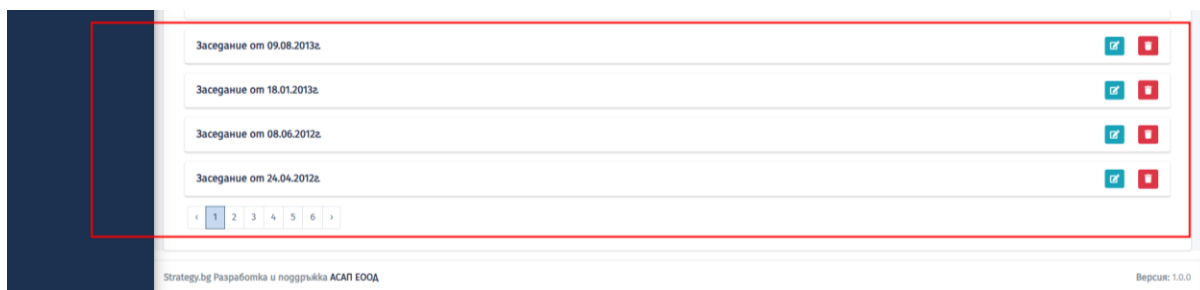 Заседание от 09.08.2013г.
Заседание от 18.01.2013г.
Заседание от 08.06.2012г.
Заседание от 24.04.2012г.
‹ 1 2 3 4 5 6 ›
Strategy.bg Разработка и поддръжка АСАП ЕООД Версия: 1.0.0